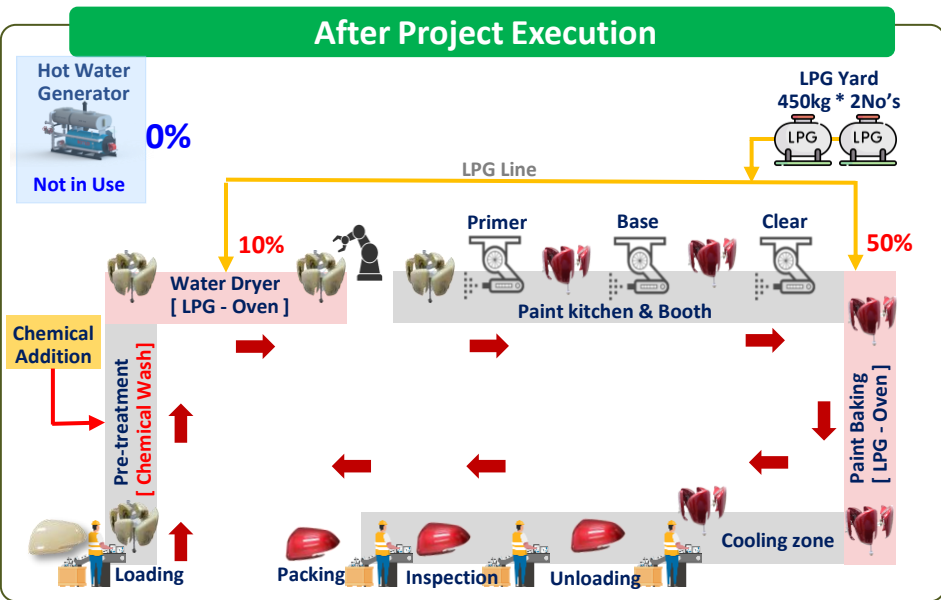 After Project Execution
Hot Water
Generator
0%
Not in Use
LPG Yard
450kg * 2No's
LPG
LPG
LPG Line
10%
Primer
Base
Clear
50%
Water Dryer
[ LPG - Oven ]
Paint kitchen & Booth
Chemical
Addition
Pre-treatment
[ Chemical Wash]
Paint Baking
[ LPG - Oven ]
Cooling zone
Loading
Packing
Inspection
Unloading